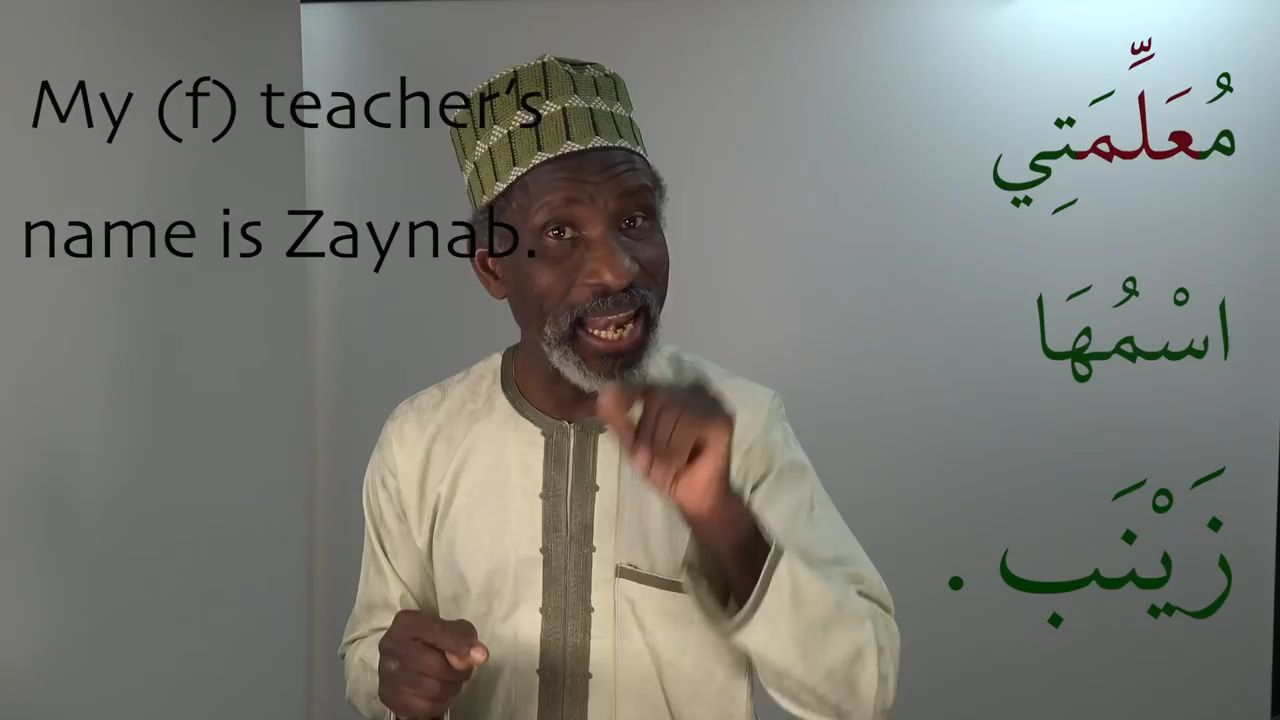 My (f) teacher's
name is Zaynab.
مُعَلِّمَتِي
اسْمُهَا
زَيْنَب .